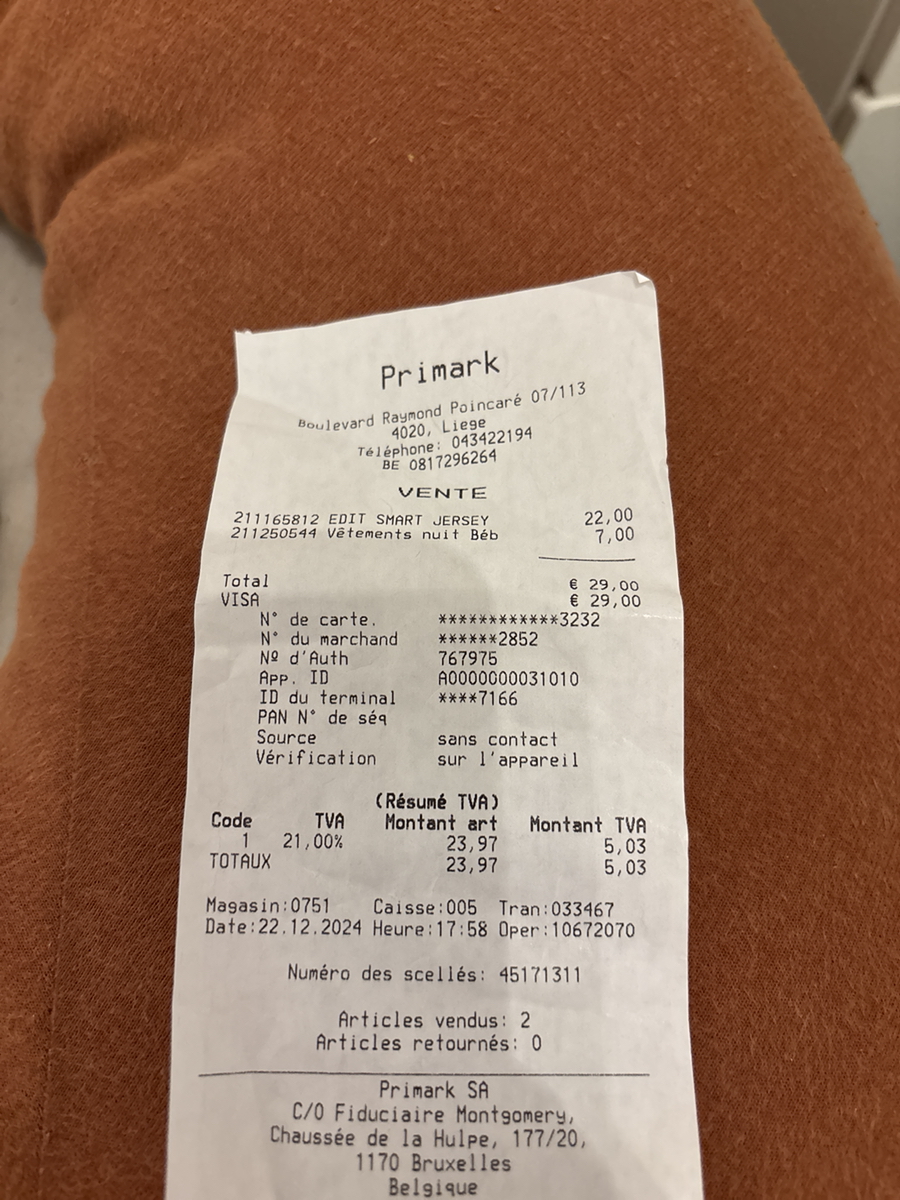 Primark
Boulevard Raymond Poincaré 07/113
4020, Liege
Téléphone: 043422194
BE 0817296264
VENTE
211165812 EDIT SMART JERSEY 22,00
211250544 Vêtements nuit Béb 7,00
Total € 29,00
VISA € 29,00
N° de carte. ************3232
N° du marchand ******2852
Nº d'Auth 767975
App. ID A0000000031010
ID du terminal ****7166
PAN N° de séq
Source sans contact
Vérification sur l'appareil
(Résumé TVA)
Code TVA Montant art Montant TVA
1 21,00% 23,97 5,03
TOTAUX 23,97 5,03
Magasin:0751 Caisse:005 Tran:033467
Date:22.12.2024 Heure:17:58 Oper:10672070
Numéro des scellés: 45171311
Articles vendus: 2
Articles retournés: 0
Primark SA
C/O Fiduciaire Montgomery,
Chaussée de la Hulpe, 177/20,
1170 Bruxelles
Belgique